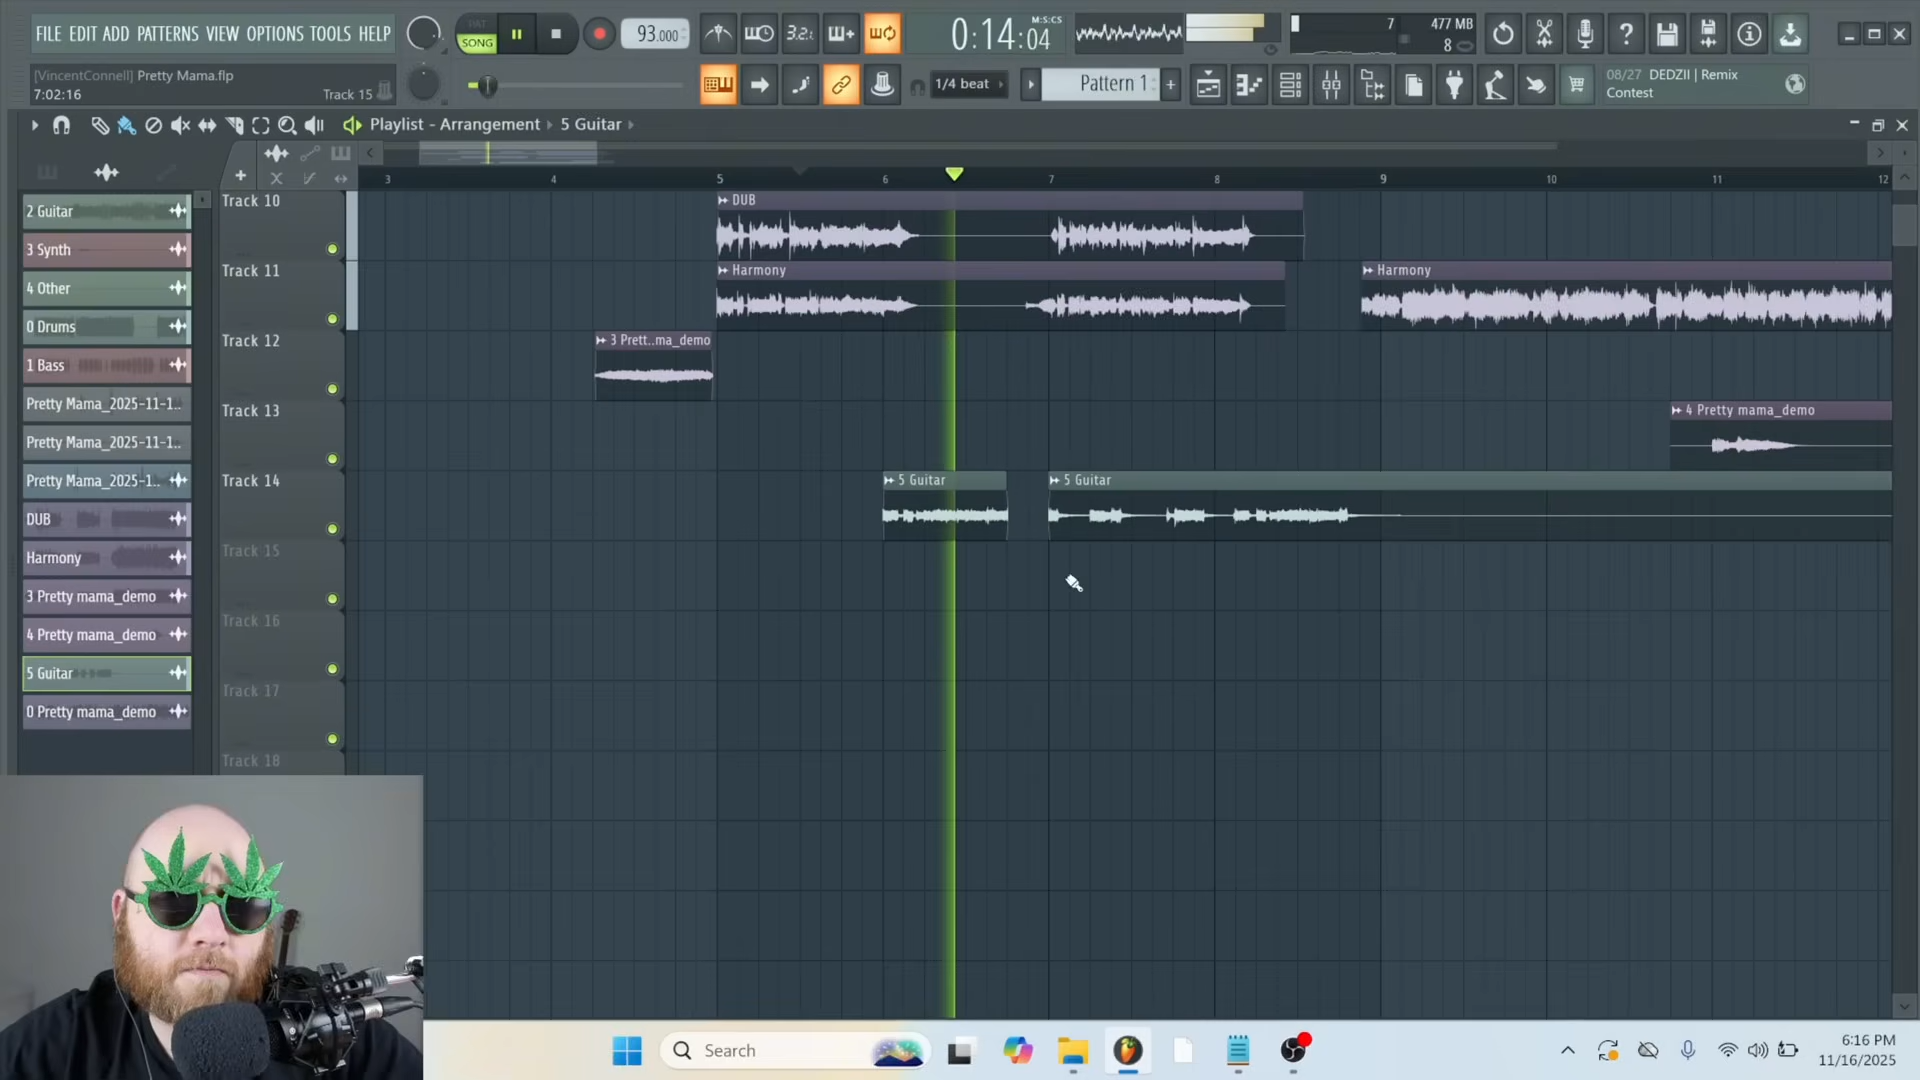 FILE EDIT ADD PATTERNS VIEW OPTIONS TOOLS HELP
PAT
SONG
93.000
3.2.
0:14:04
M:S:CS
7
477 MB
8
[VincentConnell] Pretty Mama.flp
7:02:16
Track 15
1/4 beat
Pattern 1
08/27 DEDZII | Remix
Contest
Playlist - Arrangement
5 Guitar
3 4 5 6 7 8 9 10 11 12
2 Guitar
3 Synth
4 Other
0 Drums
1 Bass
Pretty Mama_2025-11-1..
Pretty Mama_2025-11-1..
Pretty Mama_2025-1..
DUB
Harmony
3 Pretty mama_demo
4 Pretty mama_demo
5 Guitar
0 Pretty mama_demo
Track 10
DUB
Track 11
Harmony
Harmony
Track 12
3 Prett..ma_demo
Track 13
4 Pretty mama_demo
Track 14
5 Guitar
5 Guitar
Track 15
Track 16
Track 17
Track 18
Search
6:16 PM
11/16/2025